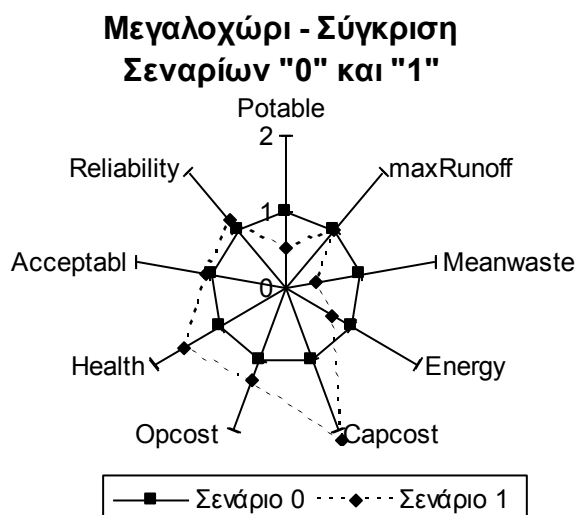 Μεγαλοχώρι - Σύγκριση
Σεναρίων "0" και "1"
Potable
2
Reliability
maxRunoff
1
Acceptabl
Meanwaste
0
Health
Energy
Opcost
Capcost
Σενάριο 0
Σενάριο 1